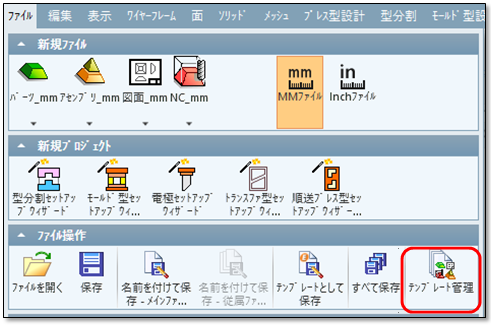 ﾌｧｲﾙ 編集 表示 ﾜｲﾔｰﾌﾚｰﾑ 面 ｿﾘｯﾄﾞ ﾒｯｼｭ ﾌﾟﾚｽ型設計 型分割 ﾓｰﾙﾄﾞ型設
新規ﾌｧｲﾙ
ﾊﾟｰﾂ_mm ｱｾﾝﾌﾞﾘ_mm 図面_mm NC_mm mm MMﾌｧｲﾙ in Inchﾌｧｲﾙ
新規ﾌﾟﾛｼﾞｪｸﾄ
型分割ｾｯﾄｱｯ ﾓｰﾙﾄﾞ型ｾｯ 電極ｾｯﾄｱｯﾌﾟ ﾄﾗﾝｽﾌｧ型ｾｯ 順送ﾌﾟﾚｽ型ｾｯ
ﾌﾟｳｨｻﾞｰﾄﾞ ﾄｱｯﾌﾟｳｨ... ｳｨｻﾞｰﾄﾞ ﾄｱｯﾌﾟｳｨ... ﾄｱｯﾌﾟｳｨｻﾞ...
ﾌｧｲﾙ操作
ﾌｧｲﾙを開く 保存 名前を付けて保 名前を付けて保 ﾃﾝﾌﾟﾚｰﾄとして すべて保存 ﾃﾝﾌﾟﾚｰﾄ管理
存 - ﾒｲﾝﾌｧ... 存 - 従属ﾌｧ... 保存